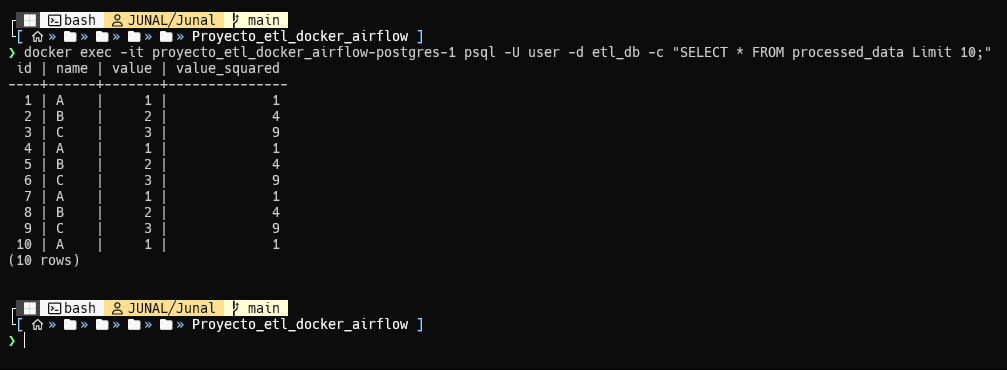 bash JUNAL/Junal main
[ » » » » » Proyecto_etl_docker_airflow ]
❯ docker exec -it proyecto_etl_docker_airflow-postgres-1 psql -U user -d etl_db -c "SELECT * FROM processed_data Limit 10;"
 id | name | value | value_squared
----+------+-------+---------------
  1 | A    |     1 |             1
  2 | B    |     2 |             4
  3 | C    |     3 |             9
  4 | A    |     1 |             1
  5 | B    |     2 |             4
  6 | C    |     3 |             9
  7 | A    |     1 |             1
  8 | B    |     2 |             4
  9 | C    |     3 |             9
 10 | A    |     1 |             1
(10 rows)
bash JUNAL/Junal main
[ » » » » » Proyecto_etl_docker_airflow ]
❯